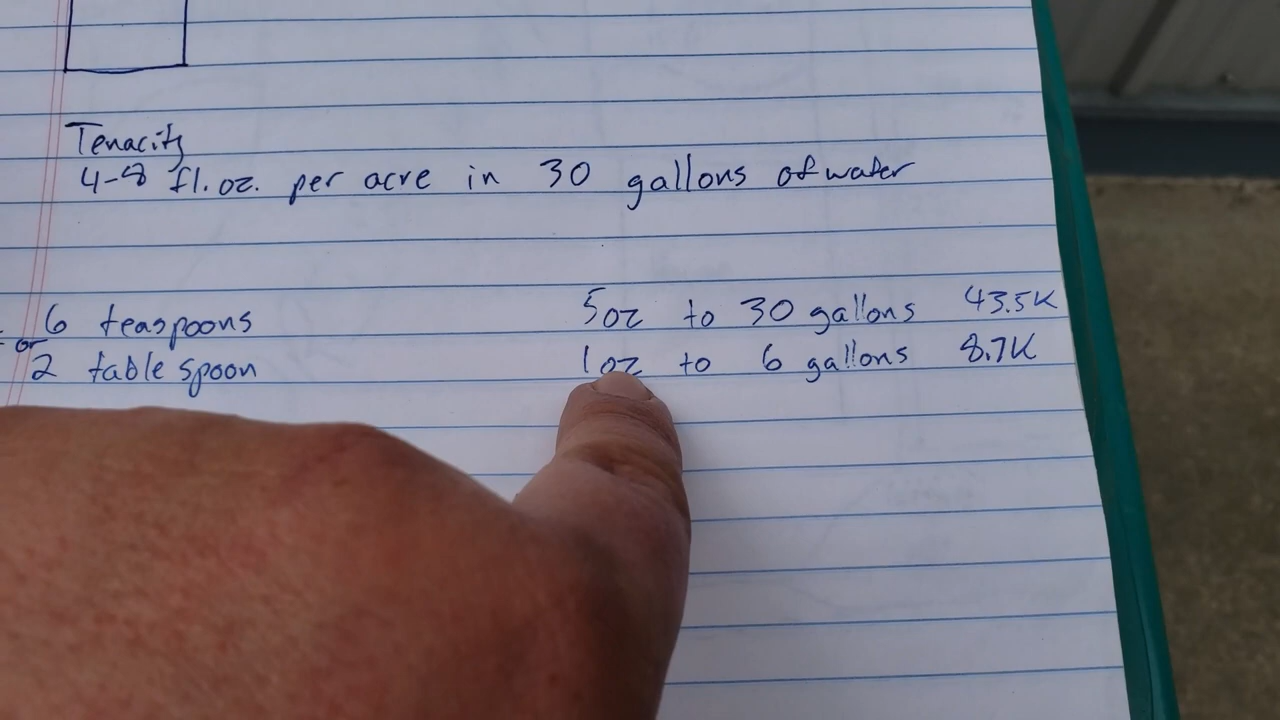 Tenacity
4-8 fl. oz. per acre in 30 gallons of water
6 teaspoons 5oz to 30 gallons 43.5K
or
2 table spoon 1oz to 6 gallons 8.7K